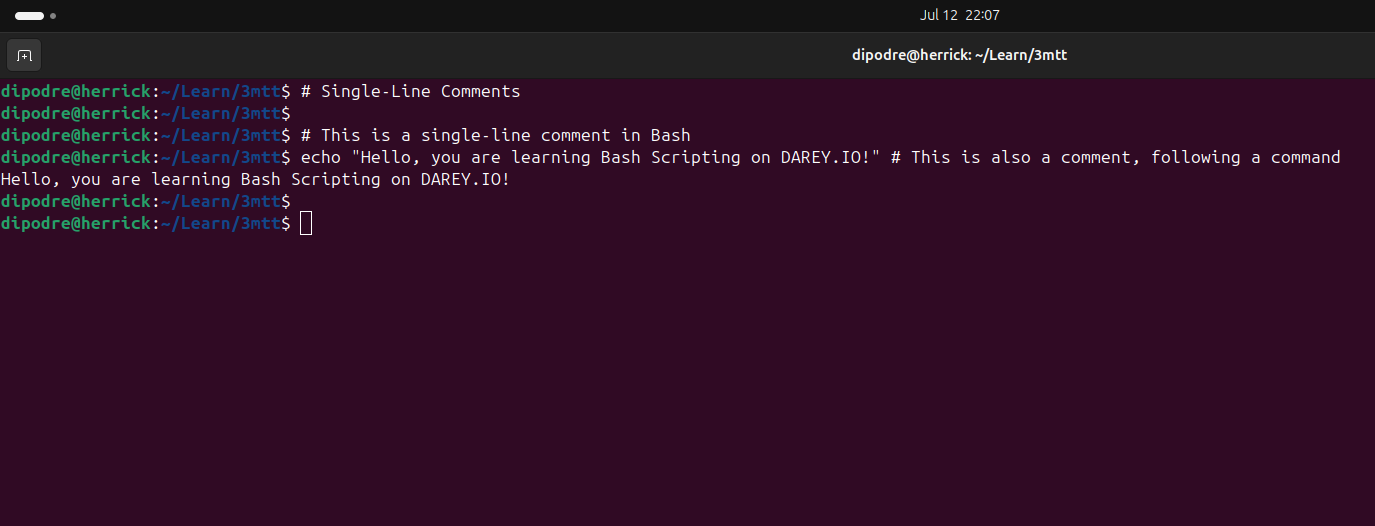 Jul 12 22:07
dipodre@herrick: ~/Learn/3mtt
dipodre@herrick:~/Learn/3mtt$ # Single-Line Comments
dipodre@herrick:~/Learn/3mtt$
dipodre@herrick:~/Learn/3mtt$ # This is a single-line comment in Bash
dipodre@herrick:~/Learn/3mtt$ echo "Hello, you are learning Bash Scripting on DAREY.IO!" # This is also a comment, following a command
Hello, you are learning Bash Scripting on DAREY.IO!
dipodre@herrick:~/Learn/3mtt$
dipodre@herrick:~/Learn/3mtt$